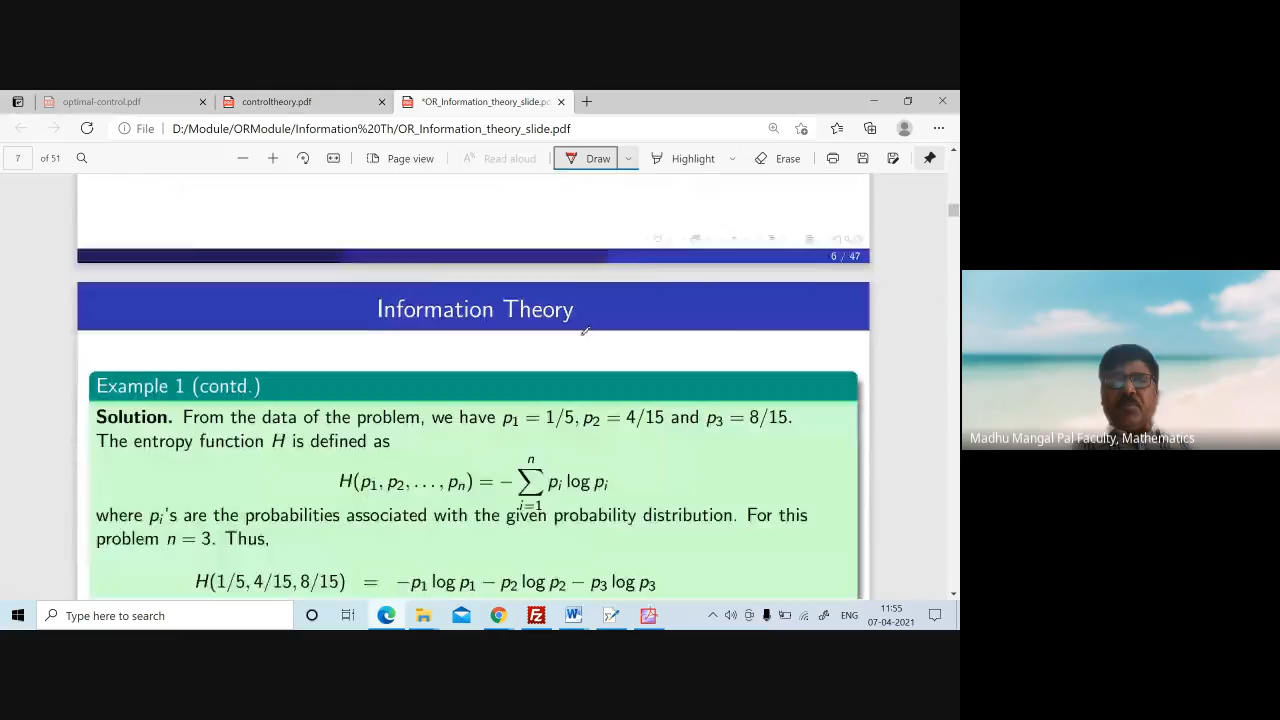 optimal-control.pdf
controltheory.pdf
*OR_Information_theory_slide.pd
File
D:/Module/ORModule/Information%20Th/OR_Information_theory_slide.pdf
7 of 51
Page view
Read aloud
Draw
Highlight
Erase
6 / 47
Information Theory
Example 1 (contd.)
Solution. From the data of the problem, we have p₁ = 1/5, p₂ = 4/15 and p₃ = 8/15.
The entropy function H is defined as
H(p₁, p₂, . . . , pₙ) = − ∑ⁿᵢ₌₁ pᵢ log pᵢ
where pᵢ's are the probabilities associated with the given probability distribution. For this
problem n = 3. Thus,
H(1/5, 4/15, 8/15) = −p₁ log p₁ − p₂ log p₂ − p₃ log p₃
Madhu Mangal Pal Faculty, Mathematics
Type here to search
ENG
11:55
07-04-2021